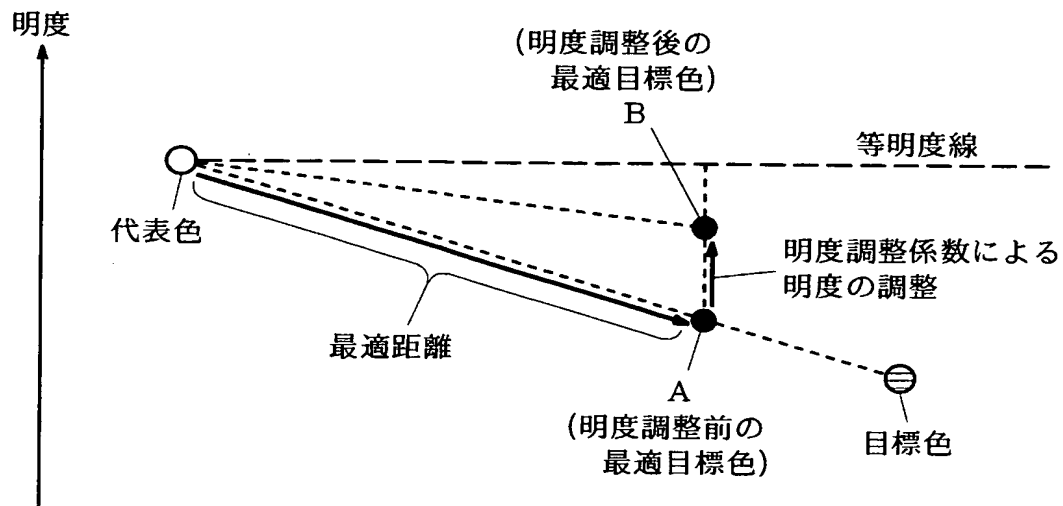 明度
(明度調整後の
最適目標色)
B
等明度線
代表色
明度調整係数による
明度の調整
最適距離
A
(明度調整前の
最適目標色)
目標色